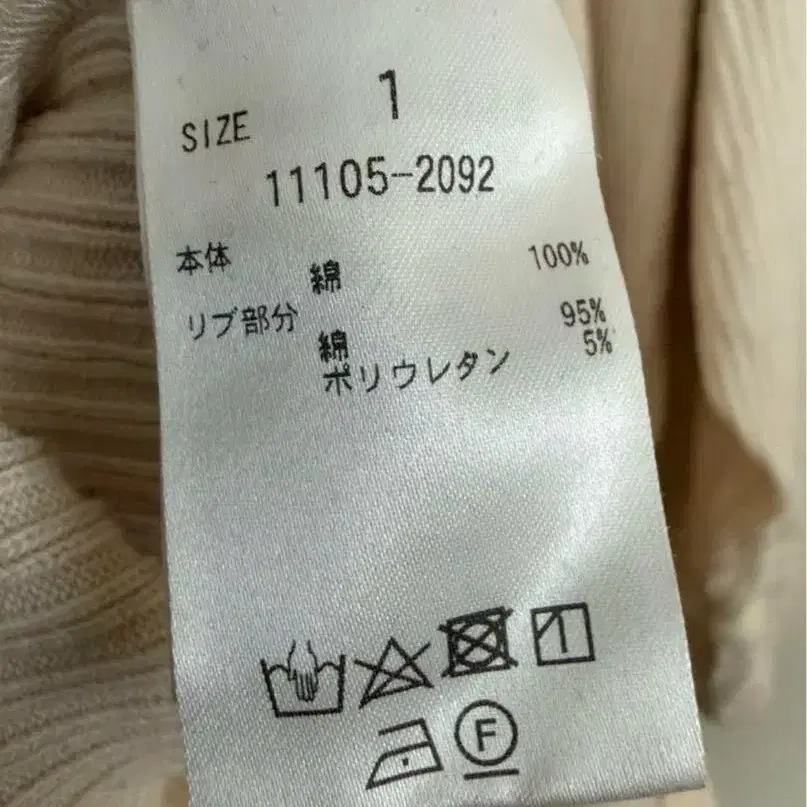 SIZE 1
11105-2092
本体
綿 100%
リブ部分
綿 95%
ポリウレタン 5%
F